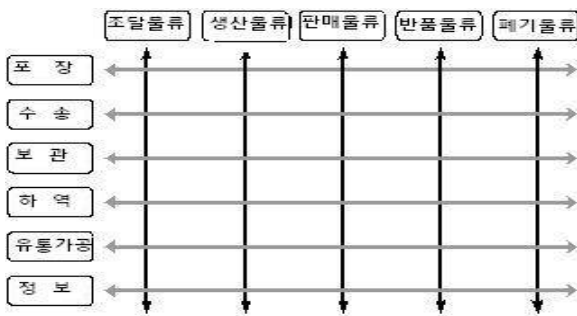 조달물류 생산물류 판매물류 반품물류 폐기물류
포 장
수 송
보 관
하 역
유통가공
정 보